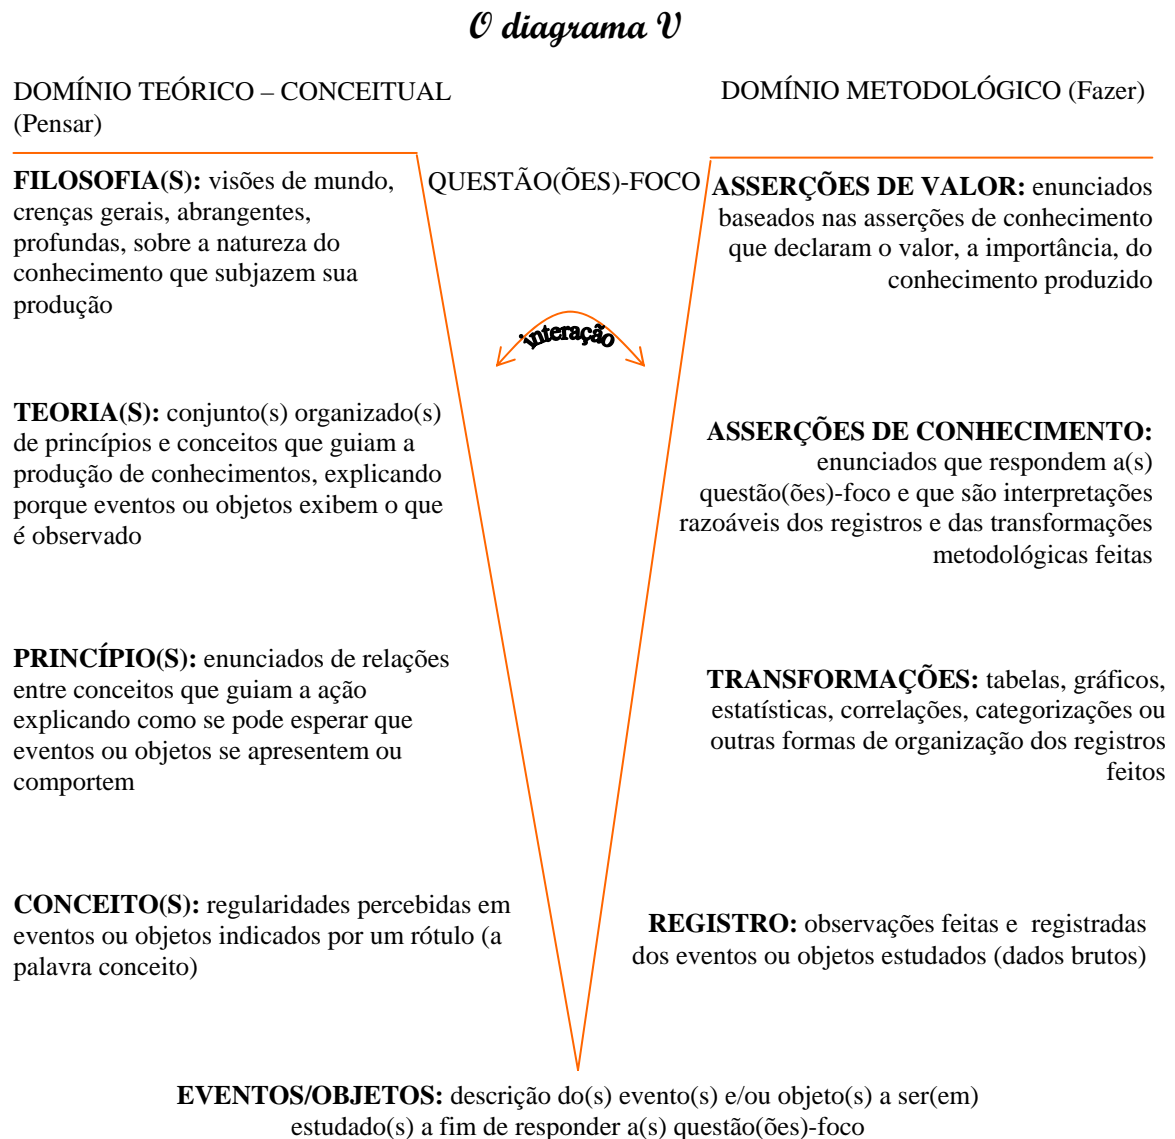 O diagrama V
DOMÍNIO TEÓRICO – CONCEITUAL
(Pensar)
DOMÍNIO METODOLÓGICO (Fazer)
FILOSOFIA(S): visões de mundo,
crenças gerais, abrangentes,
profundas, sobre a natureza do
conhecimento que subjazem sua
produção
QUESTÃO(ÕES)-FOCO
ASSERÇÕES DE VALOR: enunciados
baseados nas asserções de conhecimento
que declaram o valor, a importância, do
conhecimento produzido
interação
TEORIA(S): conjunto(s) organizado(s)
de princípios e conceitos que guiam a
produção de conhecimentos, explicando
porque eventos ou objetos exibem o que
é observado
ASSERÇÕES DE CONHECIMENTO:
enunciados que respondem a(s)
questão(ões)-foco e que são interpretações
razoáveis dos registros e das transformações
metodológicas feitas
PRINCÍPIO(S): enunciados de relações
entre conceitos que guiam a ação
explicando como se pode esperar que
eventos ou objetos se apresentem ou
comportem
TRANSFORMAÇÕES: tabelas, gráficos,
estatísticas, correlações, categorizações ou
outras formas de organização dos registros
feitos
CONCEITO(S): regularidades percebidas em
eventos ou objetos indicados por um rótulo (a
palavra conceito)
REGISTRO: observações feitas e registradas
dos eventos ou objetos estudados (dados brutos)
EVENTOS/OBJETOS: descrição do(s) evento(s) e/ou objeto(s) a ser(em)
estudado(s) a fim de responder a(s) questão(ões)-foco